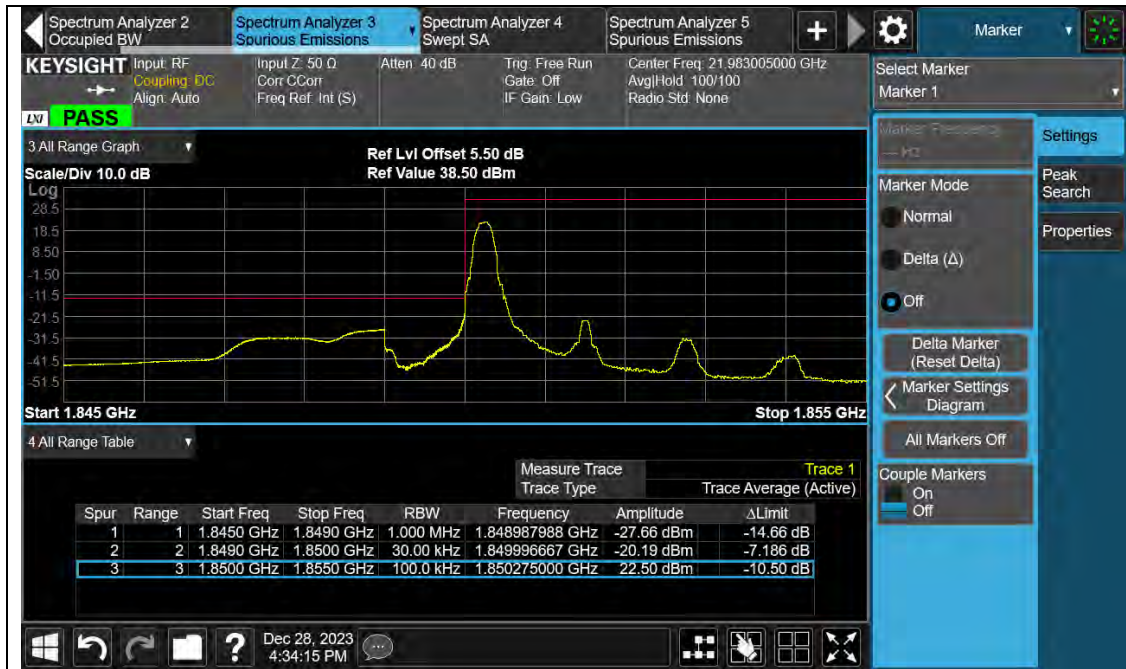 Spectrum Analyzer 2
Occupied BW
Spectrum Analyzer 3
Spurious Emissions
Spectrum Analyzer 4
Swept SA
Spectrum Analyzer 5
Spurious Emissions
+
Marker
KEYSIGHT
Input: RF
Coupling: DC
Align: Auto
Input Z: 50 Ω
Corr CCorr
Freq Ref: Int (S)
Atten: 40 dB
Trig: Free Run
Gate: Off
IF Gain: Low
Center Freq: 21.983005000 GHz
Avg|Hold: 100/100
Radio Std: None
LXI PASS
Select Marker
Marker 1
Marker Frequency
--- Hz
Settings
Peak Search
Properties
Marker Mode
Normal
Delta (Δ)
Off
Delta Marker
(Reset Delta)
Marker Settings
Diagram
All Markers Off
Couple Markers
On
Off
3 All Range Graph
Scale/Div 10.0 dB
Ref Lvl Offset 5.50 dB
Ref Value 38.50 dBm
Log
28.5
18.5
8.50
-1.50
-11.5
-21.5
-31.5
-41.5
-51.5
Start 1.845 GHz
Stop 1.855 GHz
4 All Range Table
Measure Trace Trace 1
Trace Type Trace Average (Active)
Spur Range Start Freq Stop Freq RBW Frequency Amplitude ΔLimit
1 1 1.8450 GHz 1.8490 GHz 1.000 MHz 1.848987988 GHz -27.66 dBm -14.66 dB
2 2 1.8490 GHz 1.8500 GHz 30.00 kHz 1.849996667 GHz -20.19 dBm -7.186 dB
3 3 1.8500 GHz 1.8550 GHz 100.0 kHz 1.850275000 GHz 22.50 dBm -10.50 dB
?
Dec 28, 2023
4:34:15 PM